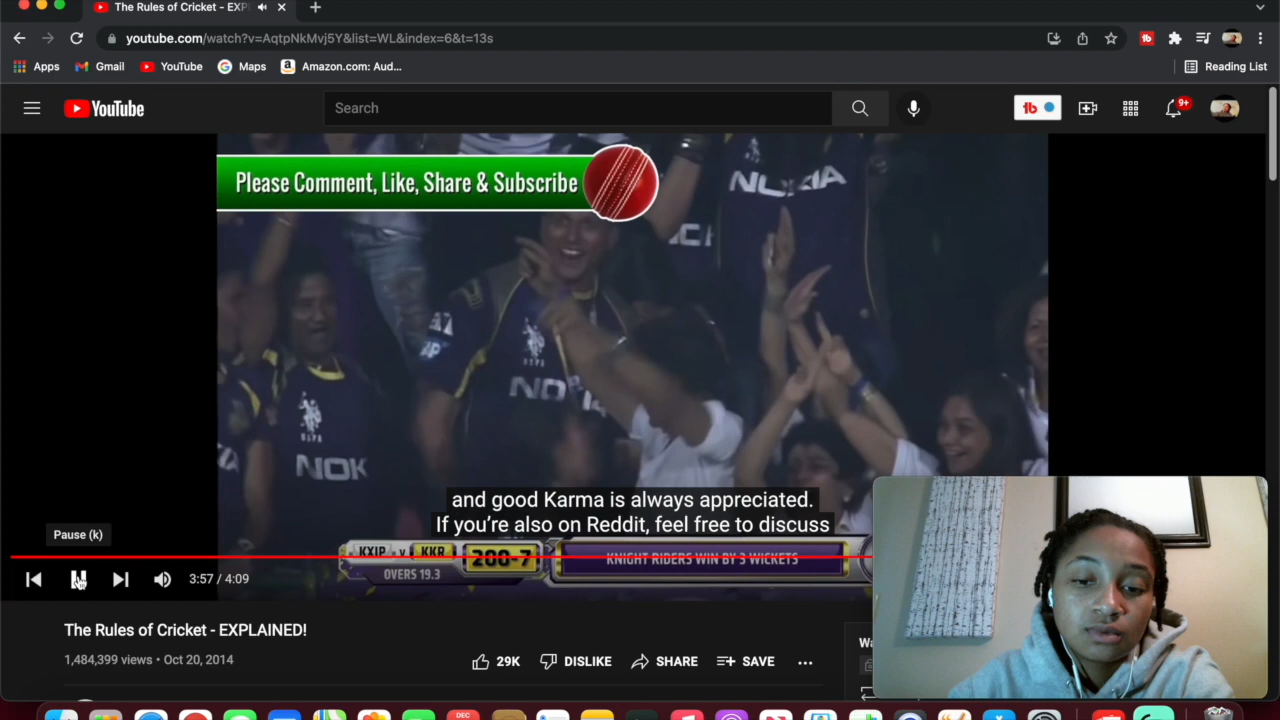 The Rules of Cricket - EXPL
youtube.com/watch?v=AqtpNkMvj5Y&list=WL&index=6&t=13s
Apps
Gmail
YouTube
Maps
Amazon.com: Aud...
Reading List
YouTube
Search
9+
Please Comment, Like, Share & Subscribe
NOKIA
NOK
and good Karma is always appreciated.
If you're also on Reddit, feel free to discuss
Pause (k)
KXIP v KKR
200-7
KNIGHT RIDERS WIN BY 3 WICKETS
OVERS 19.3
3:57 / 4:09
The Rules of Cricket - EXPLAINED!
1,484,399 views • Oct 20, 2014
29K
DISLIKE
SHARE
SAVE
Wa
DEC